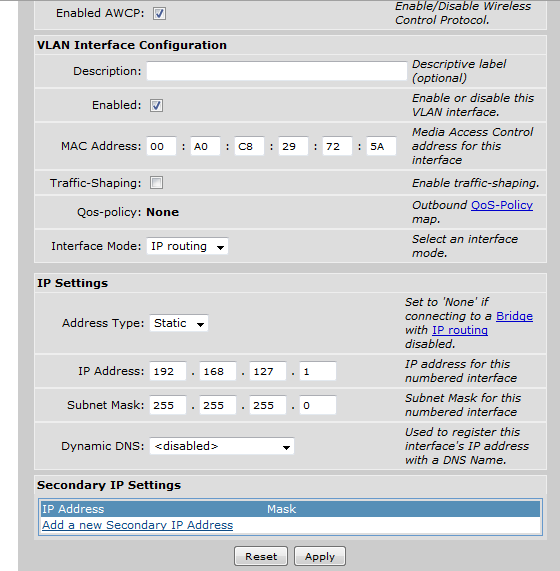 Enabled AWCP:
Enable/Disable Wireless
Control Protocol.
VLAN Interface Configuration
Description:
Descriptive label
(optional)
Enabled:
Enable or disable this
VLAN interface.
MAC Address: 00 : A0 : C8 : 29 : 72 : 5A
Media Access Control
address for this
interface
Traffic-Shaping:
Enable traffic-shaping.
Qos-policy: None
Outbound QoS-Policy
map.
Interface Mode: IP routing
Select an interface
mode.
IP Settings
Address Type: Static
Set to 'None' if
connecting to a Bridge
with IP routing
disabled.
IP Address: 192 . 168 . 127 . 1
IP address for this
numbered interface
Subnet Mask: 255 . 255 . 255 . 0
Subnet Mask for this
numbered interface
Dynamic DNS: <disabled>
Used to register this
interface's IP address
with a DNS Name.
Secondary IP Settings
IP Address Mask
Add a new Secondary IP Address
Reset Apply